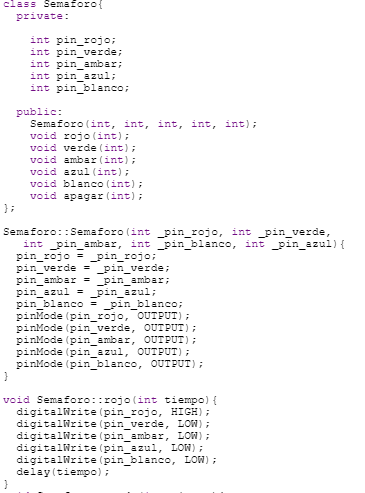 class Semaforo{
private:
int pin_rojo;
int pin_verde;
int pin_ambar;
int pin_azul;
int pin_blanco;
public:
Semaforo(int, int, int, int, int);
void rojo(int);
void verde(int);
void ambar(int);
void azul(int);
void blanco(int);
void apagar(int);
};
Semaforo::Semaforo(int _pin_rojo, int _pin_verde,
int _pin_ambar, int _pin_blanco, int _pin_azul){
pin_rojo = _pin_rojo;
pin_verde = _pin_verde;
pin_ambar = _pin_ambar;
pin_azul = _pin_azul;
pin_blanco = _pin_blanco;
pinMode(pin_rojo, OUTPUT);
pinMode(pin_verde, OUTPUT);
pinMode(pin_ambar, OUTPUT);
pinMode(pin_azul, OUTPUT);
pinMode(pin_blanco, OUTPUT);
}
void Semaforo::rojo(int tiempo){
digitalWrite(pin_rojo, HIGH);
digitalWrite(pin_verde, LOW);
digitalWrite(pin_ambar, LOW);
digitalWrite(pin_azul, LOW);
digitalWrite(pin_blanco, LOW);
delay(tiempo);
}